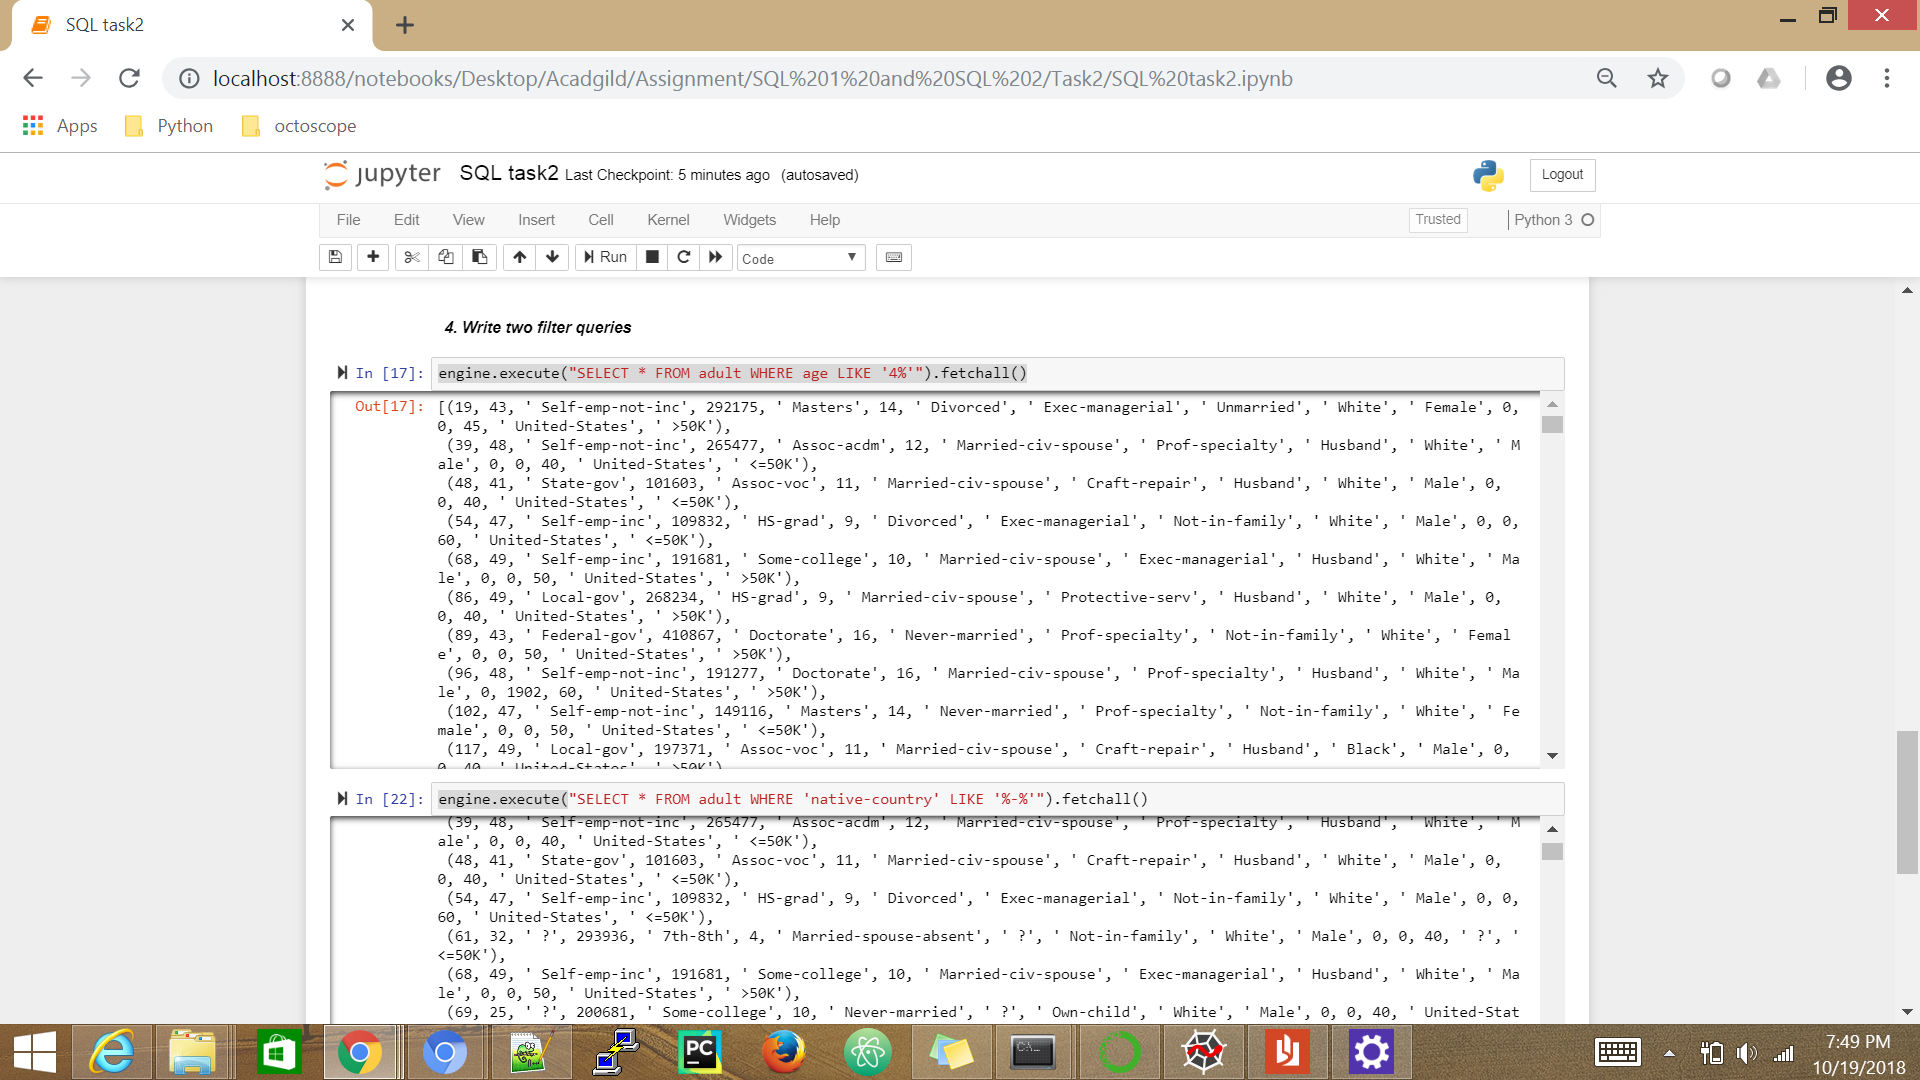 SQL task2
localhost:8888/notebooks/Desktop/Acadgild/Assignment/SQL%201%20and%20SQL%202/Task2/SQL%20task2.ipynb
Apps Python octoscope
jupyter SQL task2 Last Checkpoint: 5 minutes ago (autosaved) Logout
File Edit View Insert Cell Kernel Widgets Help Trusted Python 3
Run Code
4. Write two filter queries
In [17]: engine.execute("SELECT * FROM adult WHERE age LIKE '4%'").fetchall()
Out[17]: [(19, 43, ' Self-emp-not-inc', 292175, ' Masters', 14, ' Divorced', ' Exec-managerial', ' Unmarried', ' White', ' Female', 0,
0, 45, ' United-States', ' >50K'),
(39, 48, ' Self-emp-not-inc', 265477, ' Assoc-acdm', 12, ' Married-civ-spouse', ' Prof-specialty', ' Husband', ' White', ' M
ale', 0, 0, 40, ' United-States', ' <=50K'),
(48, 41, ' State-gov', 101603, ' Assoc-voc', 11, ' Married-civ-spouse', ' Craft-repair', ' Husband', ' White', ' Male', 0,
0, 40, ' United-States', ' <=50K'),
(54, 47, ' Self-emp-inc', 109832, ' HS-grad', 9, ' Divorced', ' Exec-managerial', ' Not-in-family', ' White', ' Male', 0, 0,
60, ' United-States', ' <=50K'),
(68, 49, ' Self-emp-inc', 191681, ' Some-college', 10, ' Married-civ-spouse', ' Exec-managerial', ' Husband', ' White', ' Ma
le', 0, 0, 50, ' United-States', ' >50K'),
(86, 49, ' Local-gov', 268234, ' HS-grad', 9, ' Married-civ-spouse', ' Protective-serv', ' Husband', ' White', ' Male', 0,
0, 40, ' United-States', ' >50K'),
(89, 43, ' Federal-gov', 410867, ' Doctorate', 16, ' Never-married', ' Prof-specialty', ' Not-in-family', ' White', ' Femal
e', 0, 0, 50, ' United-States', ' >50K'),
(96, 48, ' Self-emp-not-inc', 191277, ' Doctorate', 16, ' Married-civ-spouse', ' Prof-specialty', ' Husband', ' White', ' Ma
le', 0, 1902, 60, ' United-States', ' >50K'),
(102, 47, ' Self-emp-not-inc', 149116, ' Masters', 14, ' Never-married', ' Prof-specialty', ' Not-in-family', ' White', ' Fe
male', 0, 0, 50, ' United-States', ' <=50K'),
(117, 49, ' Local-gov', 197371, ' Assoc-voc', 11, ' Married-civ-spouse', ' Craft-repair', ' Husband', ' Black', ' Male', 0,
0, 40, ' United-States', ' >50K')
In [22]: engine.execute("SELECT * FROM adult WHERE 'native-country' LIKE '%-%'").fetchall()
(39, 48, ' Self-emp-not-inc', 265477, ' Assoc-acdm', 12, ' Married-civ-spouse', ' Prof-specialty', ' Husband', ' White', ' M
ale', 0, 0, 40, ' United-States', ' <=50K'),
(48, 41, ' State-gov', 101603, ' Assoc-voc', 11, ' Married-civ-spouse', ' Craft-repair', ' Husband', ' White', ' Male', 0,
0, 40, ' United-States', ' <=50K'),
(54, 47, ' Self-emp-inc', 109832, ' HS-grad', 9, ' Divorced', ' Exec-managerial', ' Not-in-family', ' White', ' Male', 0, 0,
60, ' United-States', ' <=50K'),
(61, 32, ' ?', 293936, ' 7th-8th', 4, ' Married-spouse-absent', ' ?', ' Not-in-family', ' White', ' Male', 0, 0, 40, ' ?', '
<=50K'),
(68, 49, ' Self-emp-inc', 191681, ' Some-college', 10, ' Married-civ-spouse', ' Exec-managerial', ' Husband', ' White', ' Ma
le', 0, 0, 50, ' United-States', ' >50K'),
(69, 25, ' ?', 200681, ' Some-college', 10, ' Never-married', ' ?', ' Own-child', ' White', ' Male', 0, 0, 40, ' United-Stat
PC
7:49 PM
10/19/2018